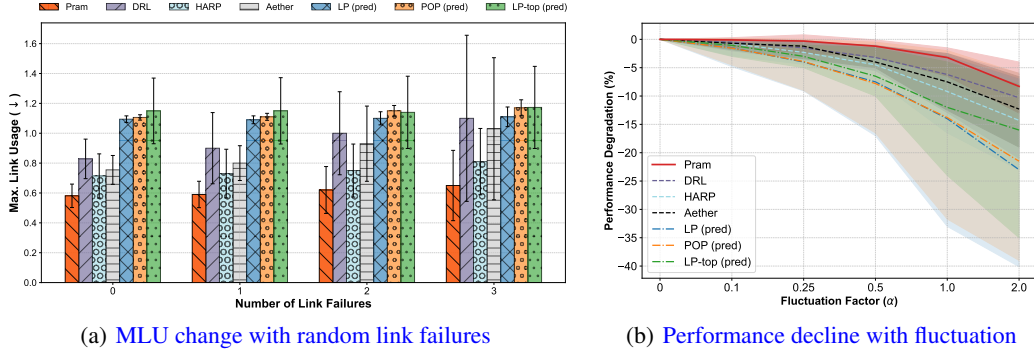 Pram DRL HARP Aether LP (pred) POP (pred) LP-top (pred)
Max. Link Usage (↓)
1.6
1.4
1.2
1.0
0.8
0.6
0.4
0.2
0.0
0 1 2 3
Number of Link Failures
(a) MLU change with random link failures
Performance Degradation (%)
0
−5
−10
−15
−20
−25
−30
−35
−40
Pram
DRL
HARP
Aether
LP (pred)
POP (pred)
LP-top (pred)
0 0.1 0.25 0.5 1.0 2.0
Fluctuation Factor (α)
(b) Performance decline with fluctuation